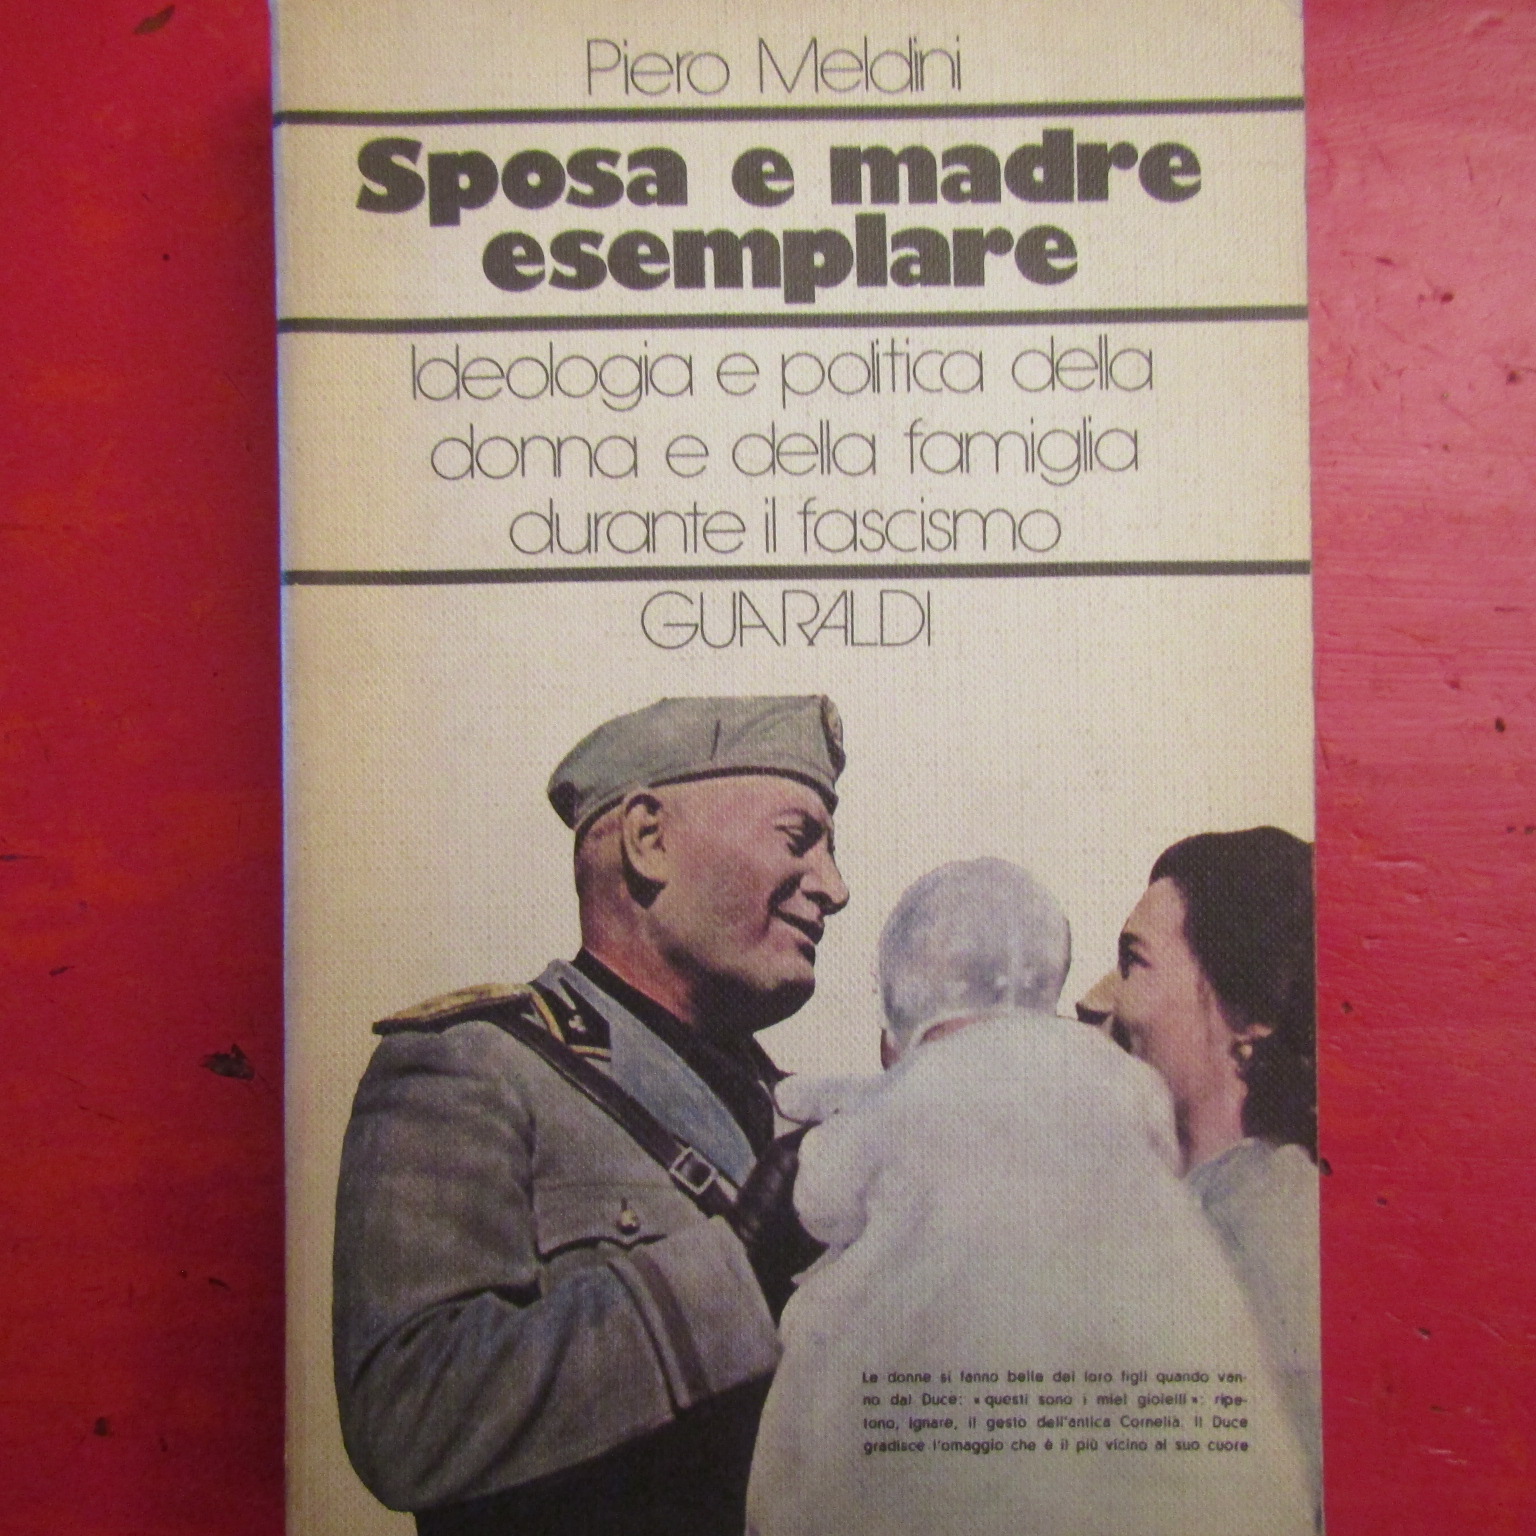 Piero Meldini
Sposa e madre
esemplare
Ideologia e politica della
donna e della famiglia
durante il fascismo
GUARALDI
Le donne si fanno belle dei loro figli quando van-
no dal Duce: «questi sono i miei gioielli»: ripe-
tono, ignare, il gesto dell'antica Cornelia. Il Duce
gradisce l'omaggio che è il più vicino al suo cuore